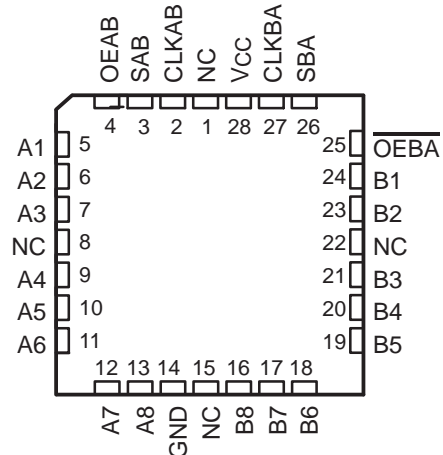 OEAB SAB CLKAB NC VCC CLKBA SBA
4 3 2 1 28 27 26
A1 5 25 OEBA
A2 6 24 B1
A3 7 23 B2
NC 8 22 NC
A4 9 21 B3
A5 10 20 B4
A6 11 19 B5
12 13 14 15 16 17 18
A7 A8 GND NC B8 B7 B6